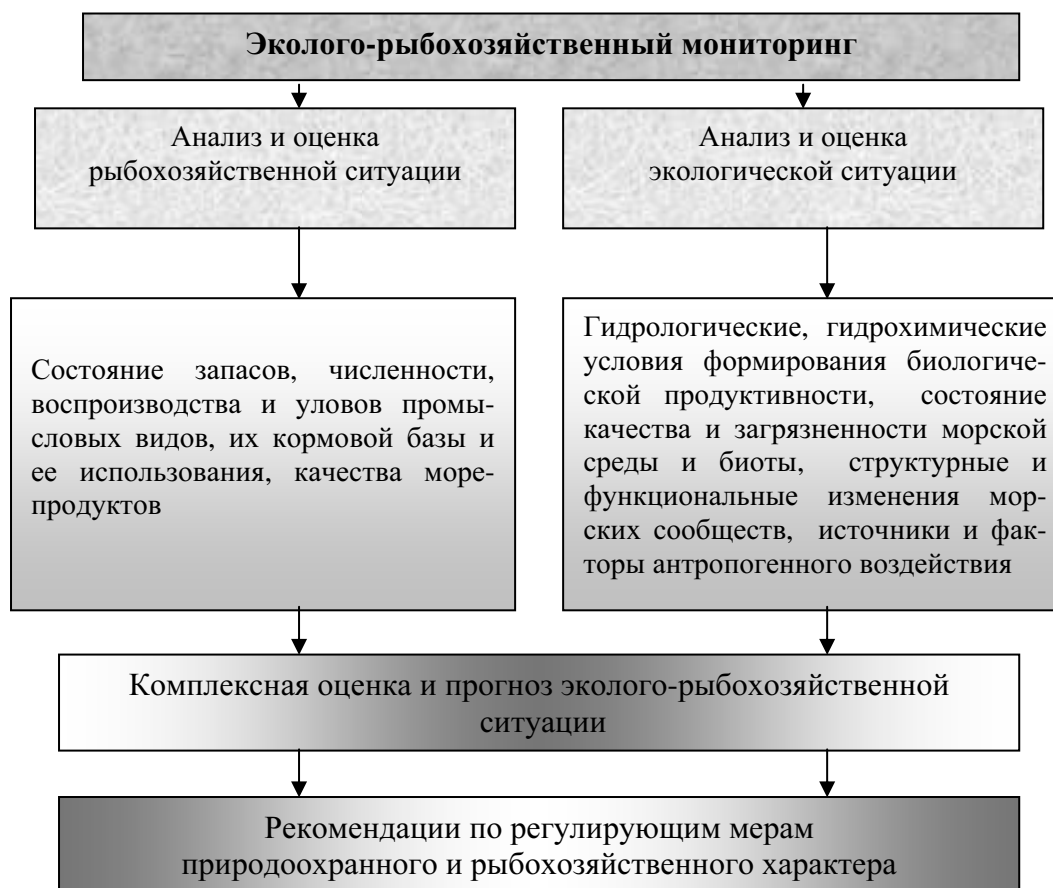 Эколого-рыбохозяйственный мониторинг
Анализ и оценка
рыбохозяйственной ситуации
Анализ и оценка
экологической ситуации
Состояние запасов, численности,
воспроизводства и уловов промы-
словых видов, их кормовой базы и
ее использования, качества море-
продуктов
Гидрологические, гидрохимические
условия формирования биологиче-
ской продуктивности, состояние
качества и загрязненности морской
среды и биоты, структурные и
функциональные изменения мор-
ских сообществ, источники и фак-
торы антропогенного воздействия
Комплексная оценка и прогноз эколого-рыбохозяйственной
ситуации
Рекомендации по регулирующим мерам
природоохранного и рыбохозяйственного характера